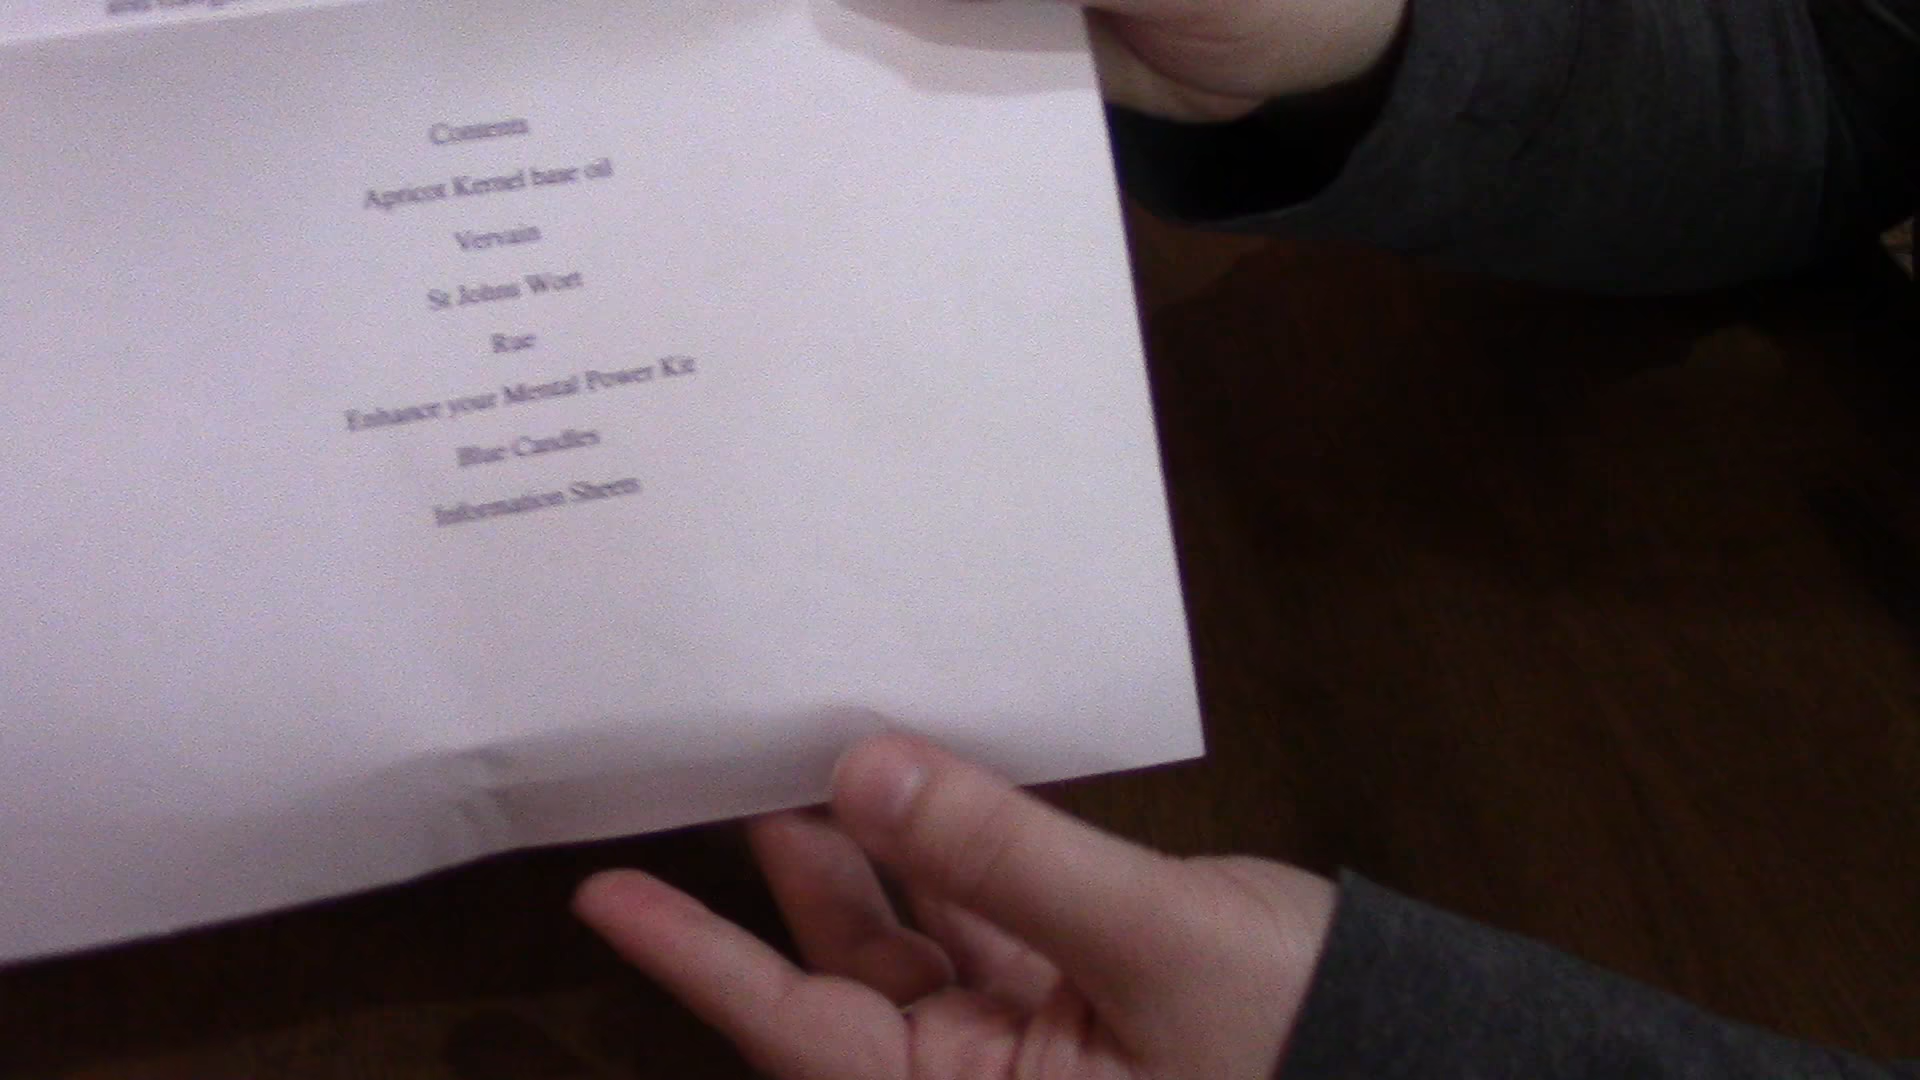 Contents
Apricot Kernel base oil
Vervain
St Johns Wort
Rue
Enhance your Mental Power Kit
Blue Candles
Information Sheets